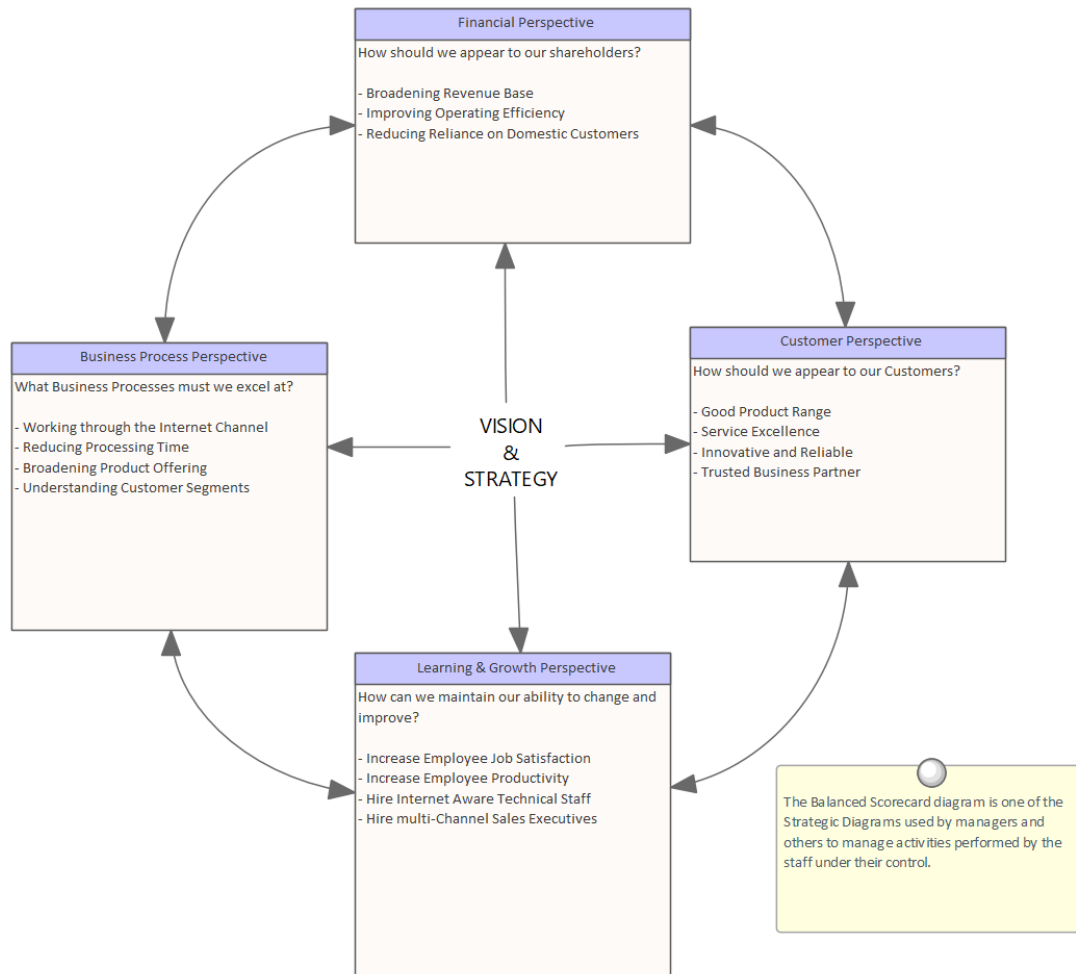 Financial Perspective
How should we appear to our shareholders?
- Broadening Revenue Base
- Improving Operating Efficiency
- Reducing Reliance on Domestic Customers
Business Process Perspective
What Business Processes must we excel at?
- Working through the Internet Channel
- Reducing Processing Time
- Broadening Product Offering
- Understanding Customer Segments
VISION
&
STRATEGY
Customer Perspective
How should we appear to our Customers?
- Good Product Range
- Service Excellence
- Innovative and Reliable
- Trusted Business Partner
Learning & Growth Perspective
How can we maintain our ability to change and
improve?
- Increase Employee Job Satisfaction
- Increase Employee Productivity
- Hire Internet Aware Technical Staff
- Hire multi-Channel Sales Executives
The Balanced Scorecard diagram is one of the
Strategic Diagrams used by managers and
others to manage activities performed by the
staff under their control.